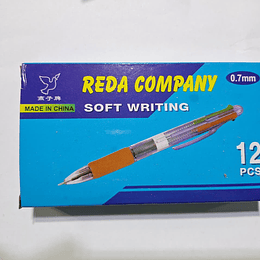 REDA COMPANY
0.7mm
MADE IN CHINA
SOFT WRITING
12
PCS